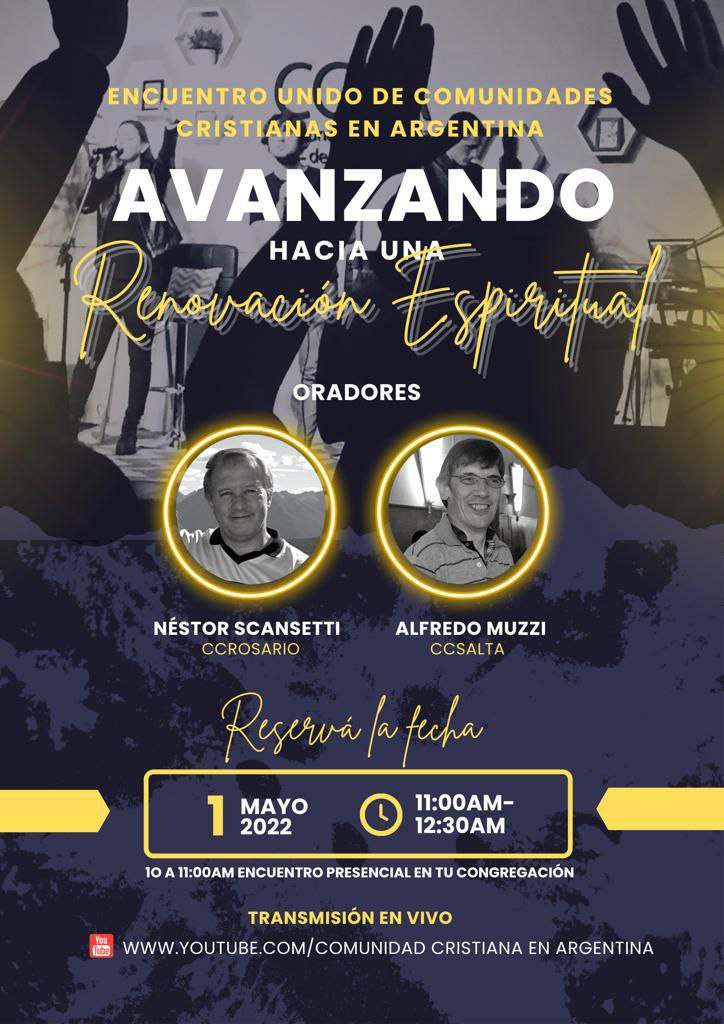 ENCUENTRO UNIDO DE COMUNIDADES
CRISTIANAS EN ARGENTINA
AVANZANDO
HACIA UNA
Renovación Espiritual
ORADORES
NÉSTOR SCANSETTI
CCROSARIO
ALFREDO MUZZI
CCSALTA
Reservá la fecha
1 MAYO
2022
11:00AM-
12:30AM
10 A 11:00AM ENCUENTRO PRESENCIAL EN TU CONGREGACIÓN
TRANSMISIÓN EN VIVO
You
Tube
WWW.YOUTUBE.COM/COMUNIDAD CRISTIANA EN ARGENTINA